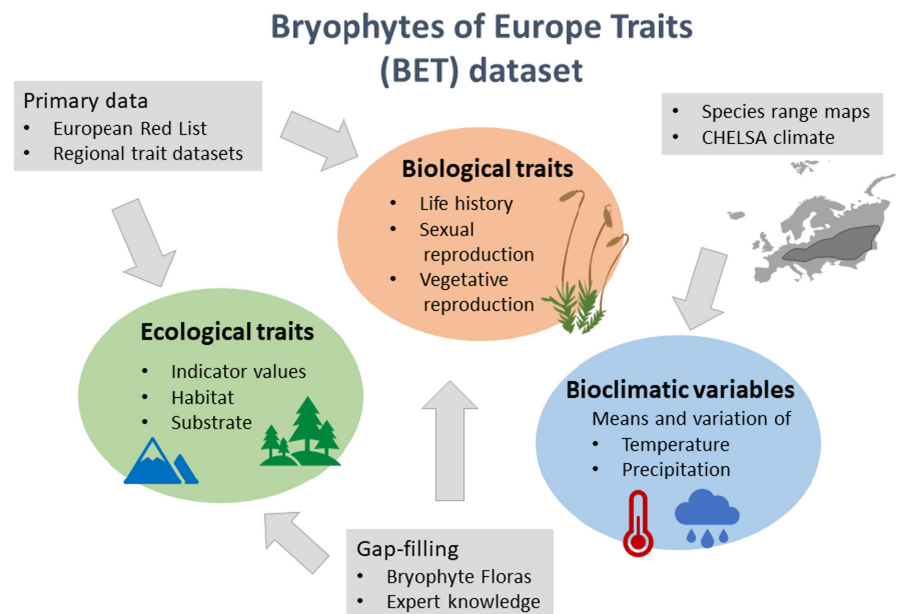 Bryophytes of Europe Traits
(BET) dataset
Primary data
• European Red List
• Regional trait datasets
• Species range maps
• CHELSA climate
Biological traits
• Life history
• Sexual
reproduction
• Vegetative
reproduction
Ecological traits
• Indicator values
• Habitat
• Substrate
Bioclimatic variables
Means and variation of
• Temperature
• Precipitation
Gap-filling
• Bryophyte Floras
• Expert knowledge